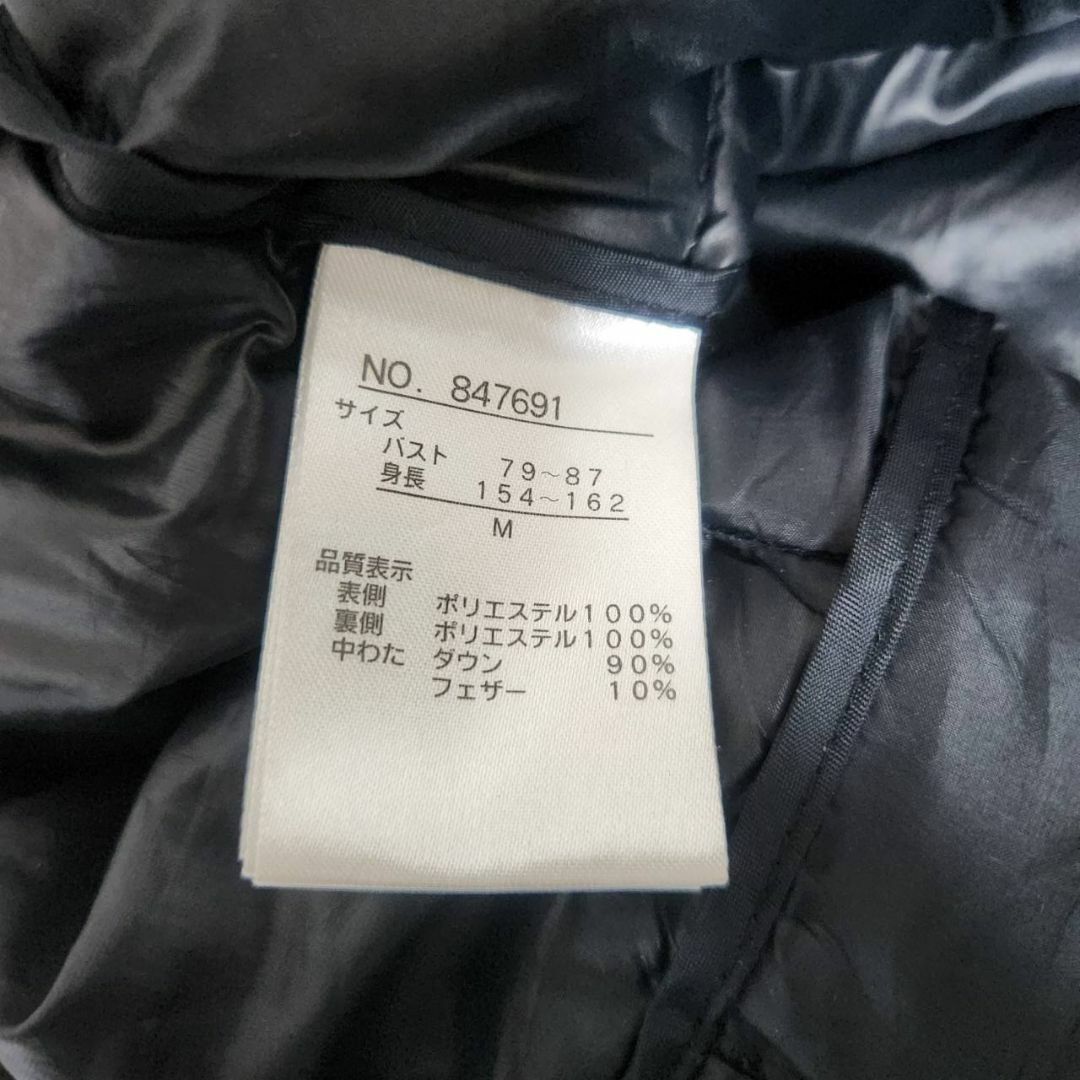 NO. 847691
サイズ
バスト 79~87
身長 154~162
M
品質表示
表側 ポリエステル100%
裏側 ポリエステル100%
中わた ダウン 90%
フェザー 10%